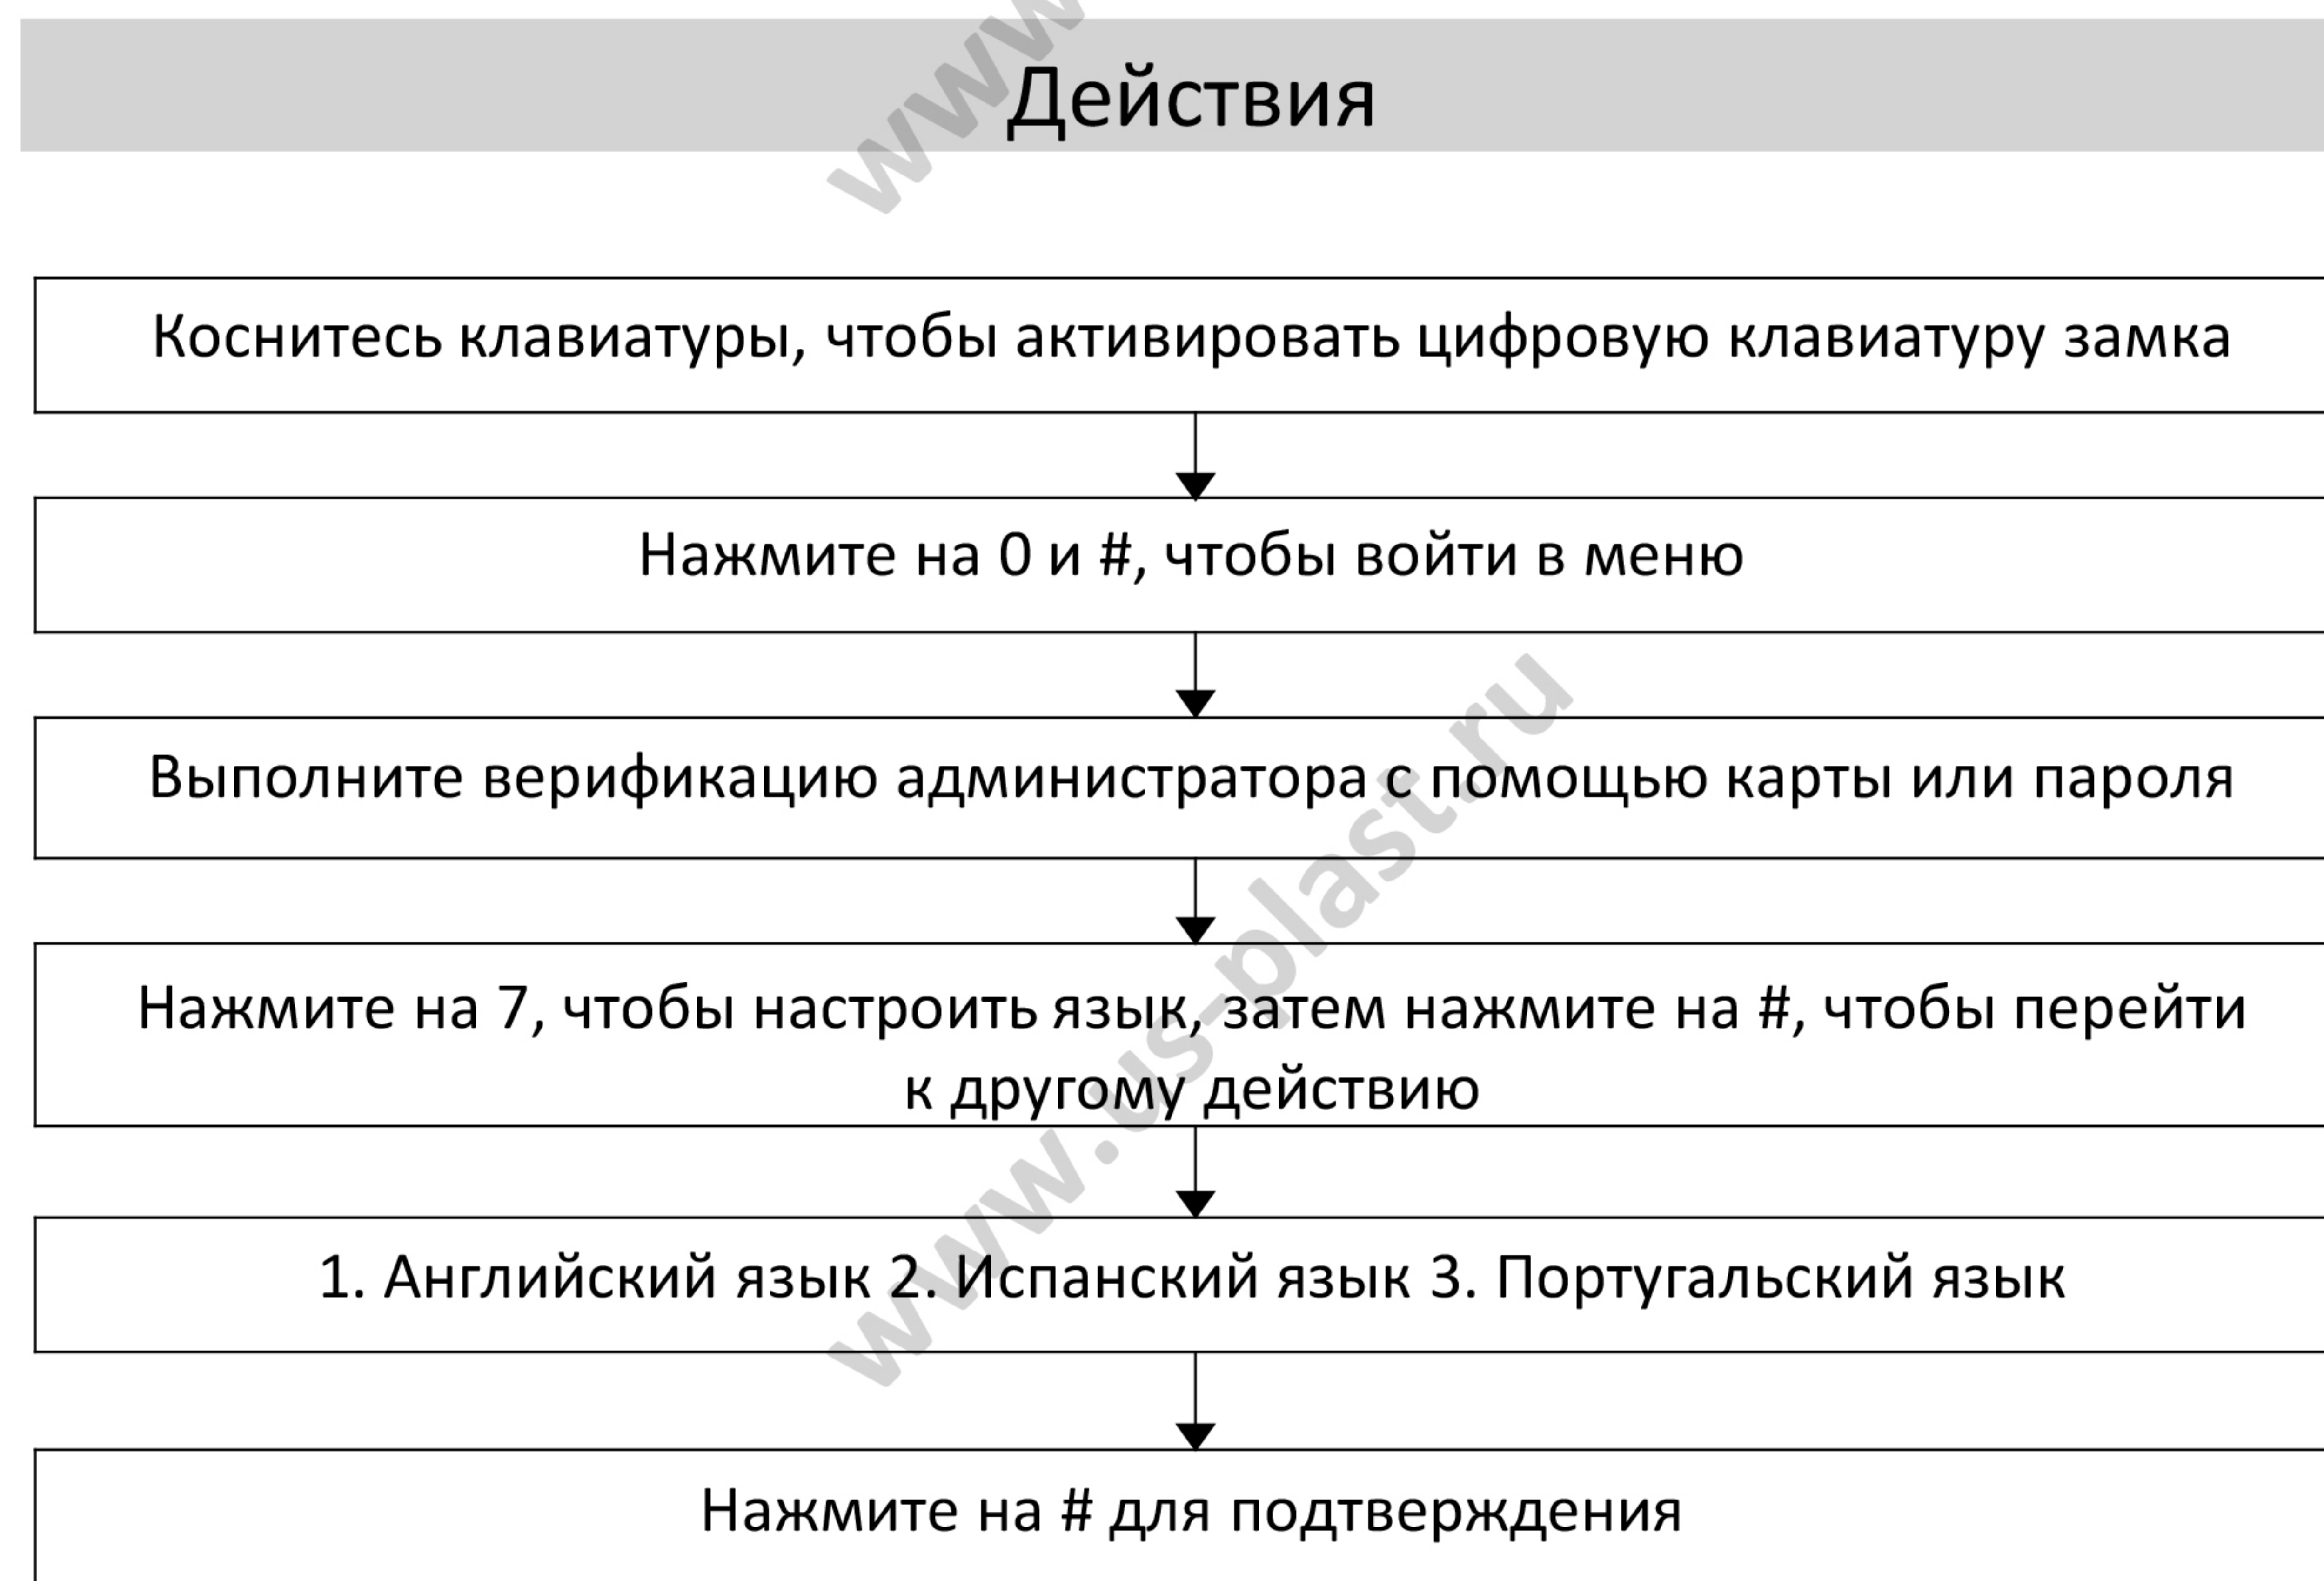 www
Действия
Коснитесь клавиатуры, чтобы активировать цифровую клавиатуру замка
Нажмите на 0 и #, чтобы войти в меню
Выполните верификацию администратора с помощью карты или пароля
Нажмите на 7, чтобы настроить язык, затем нажмите на #, чтобы перейти
к другому действию
1. Английский язык 2. Испанский язык 3. Португальский язык
Нажмите на # для подтверждения
www.us-plast.ru